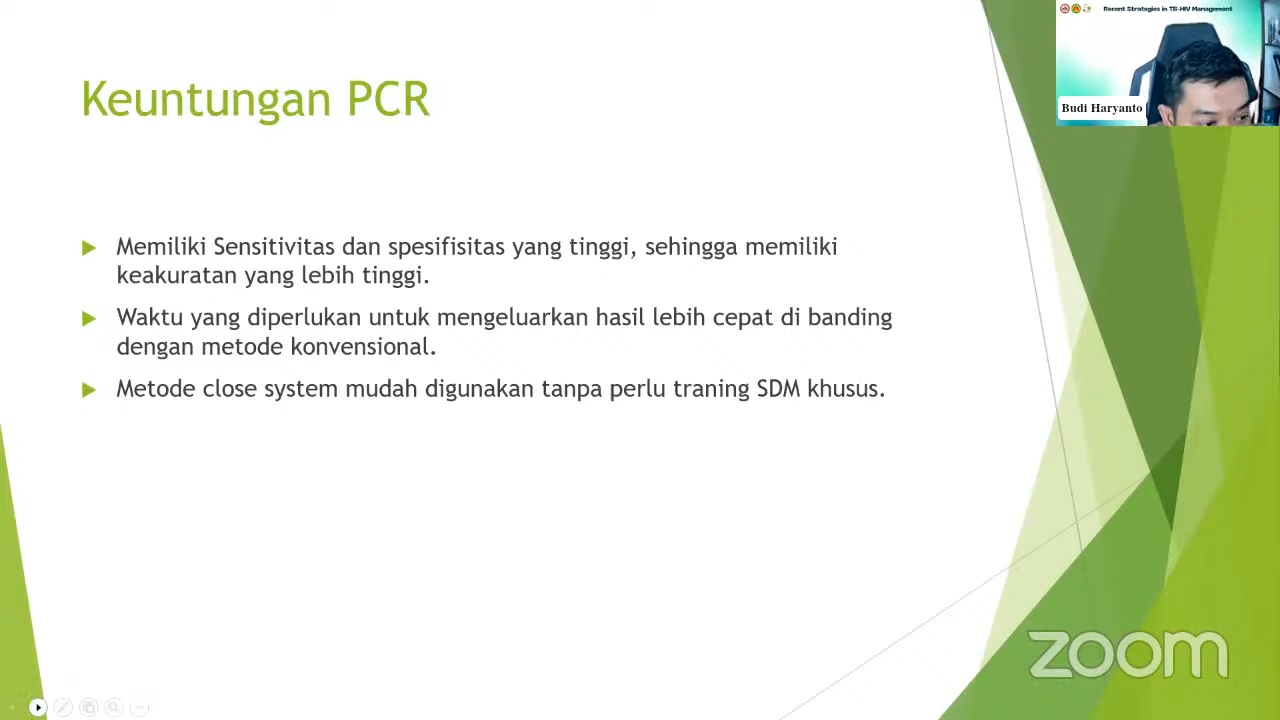 Recent Strategies in TB-HIV Management
Budi Haryanto
Keuntungan PCR
Memiliki Sensitivitas dan spesifisitas yang tinggi, sehingga memiliki
keakuratan yang lebih tinggi.
Waktu yang diperlukan untuk mengeluarkan hasil lebih cepat di banding
dengan metode konvensional.
Metode close system mudah digunakan tanpa perlu traning SDM khusus.
zoom